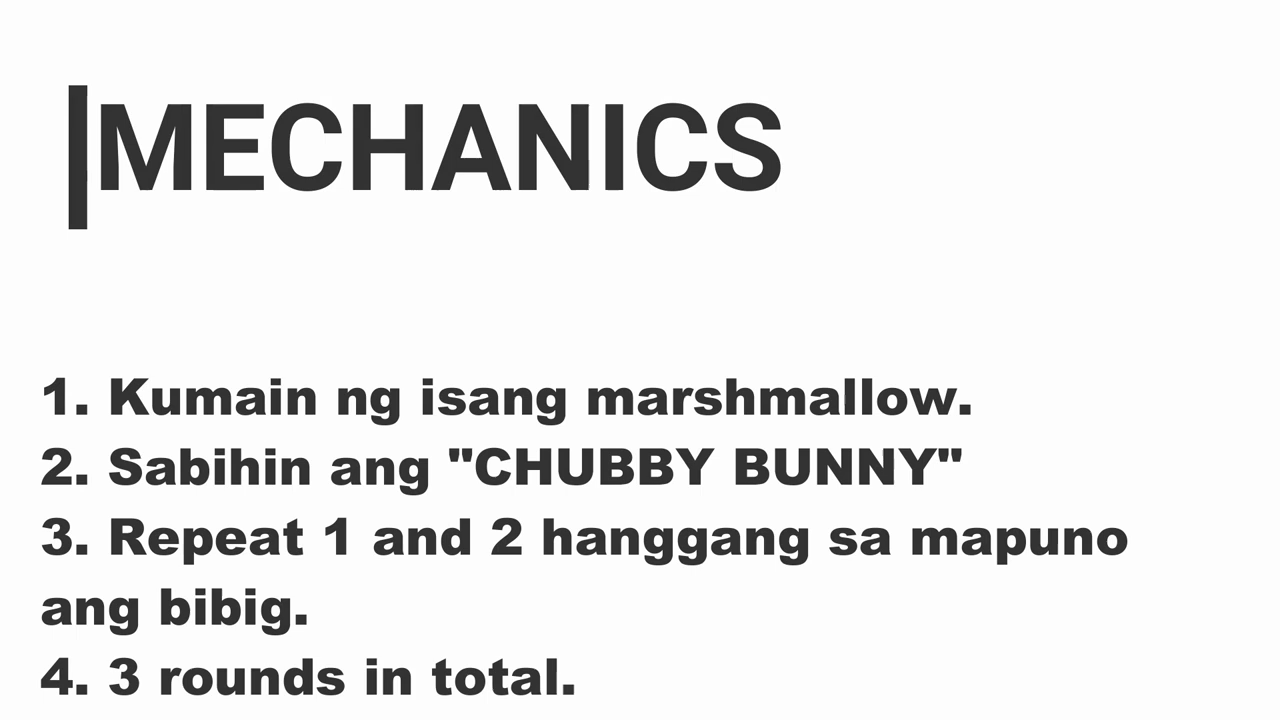 MECHANICS
1. Kumain ng isang marshmallow.
2. Sabihin ang "CHUBBY BUNNY"
3. Repeat 1 and 2 hanggang sa mapuno
ang bibig.
4. 3 rounds in total.